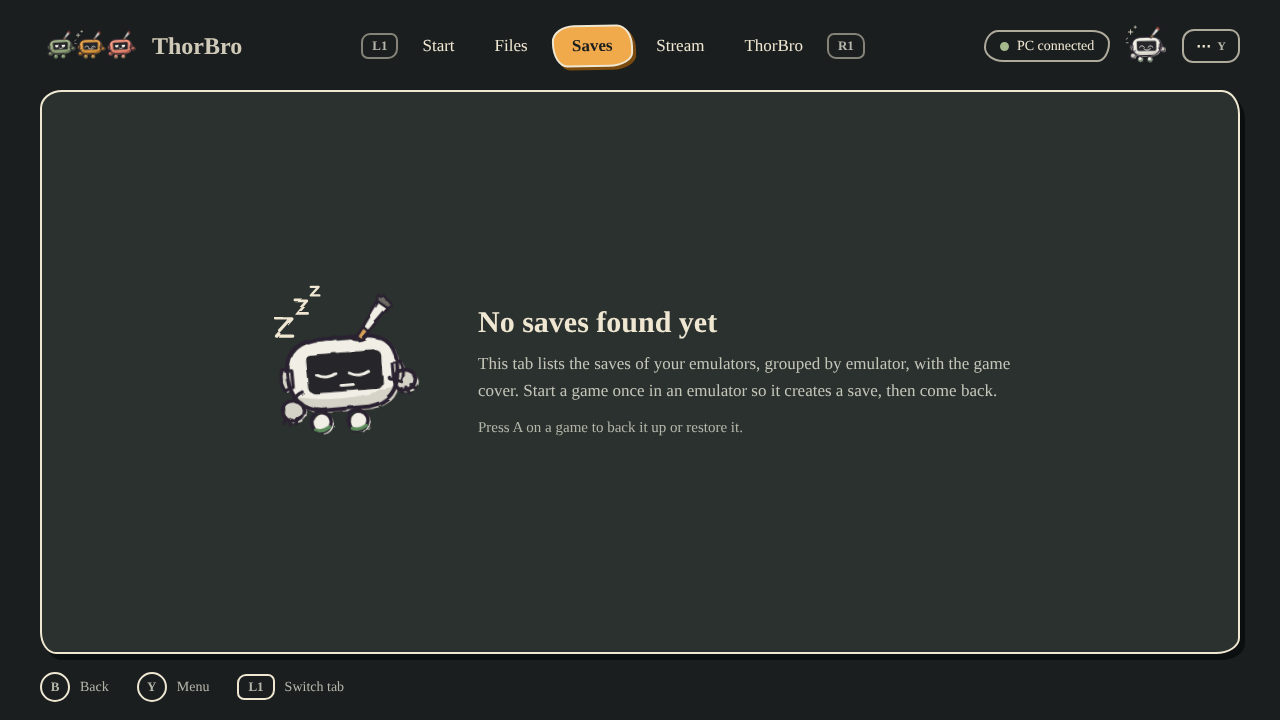 ThorBro
L1 Start Files Saves Stream ThorBro R1
PC connected
··· Y
z
z
z
No saves found yet
This tab lists the saves of your emulators, grouped by emulator, with the game
cover. Start a game once in an emulator so it creates a save, then come back.
Press A on a game to back it up or restore it.
B Back Y Menu L1 Switch tab